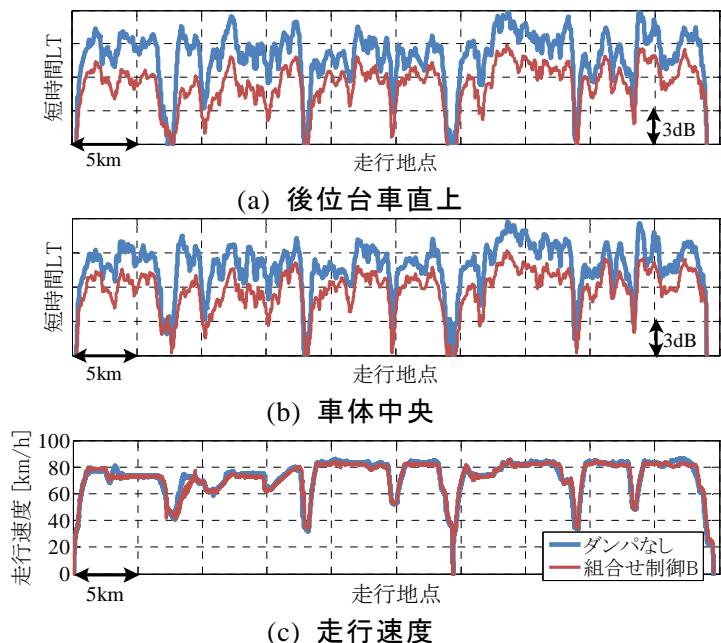 短時間LT
3dB
5km
走行地点
(a) 後位台車直上
短時間LT
3dB
5km
走行地点
(b) 車体中央
走行速度 [km/h]
100
80
60
40
20
0
ダンパなし
組合せ制御B
5km
走行地点
(c) 走行速度